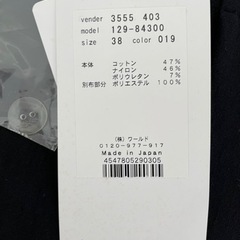 vender 3555 403
model 129-84300
size 38 color 019
本体 コットン 47%
ナイロン 46%
ポリウレタン 7%
別布部分 ポリエステル 100%
(株)ワールド
0120-977-917
Made in Japan
4547805290305